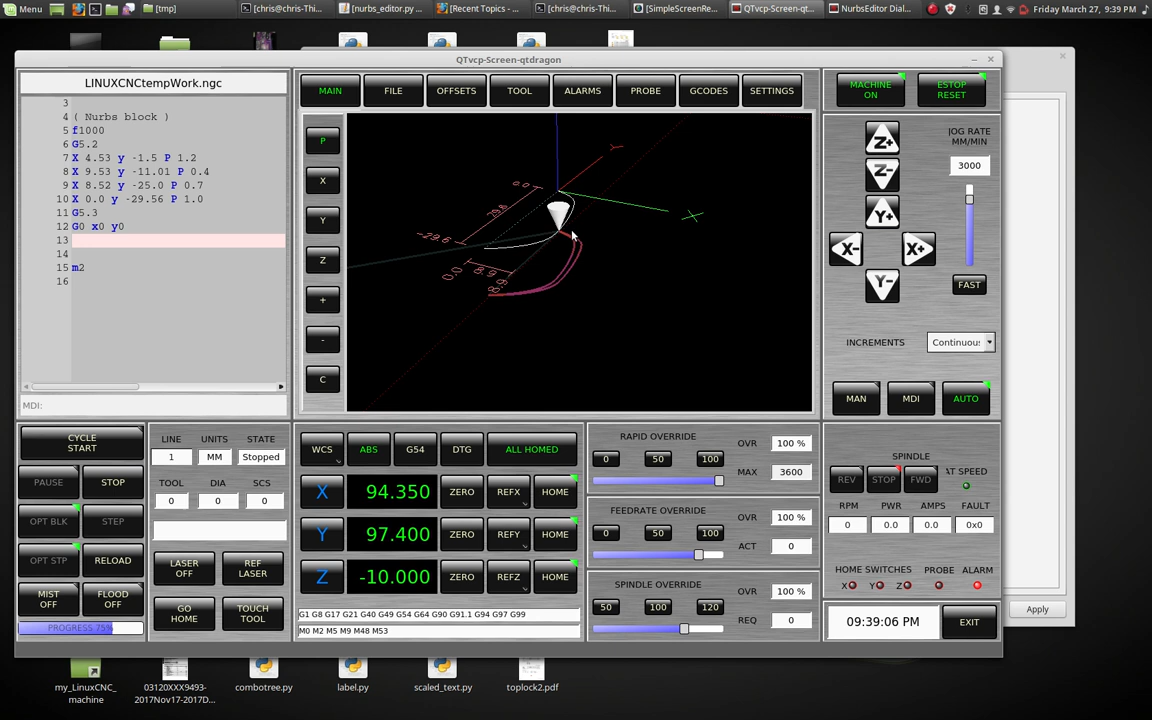 Menu
[tmp]
[chris@chris-Thi...
[nurbs_editor.py ...
[Recent Topics - ...
[chris@chris-Thi...
[SimpleScreenRe...
QTvcp-Screen-qt...
NurbsEditor Dial...
Friday March 27, 9:39 PM
QTvcp-Screen-qtdragon
LINUXCNCtempWork.ngc
3
4 ( Nurbs block )
5 f1000
6 G5.2
7 X 4.53 y -1.5 P 1.2
8 X 9.53 y -11.01 P 0.4
9 X 8.52 y -25.0 P 0.7
10 X 0.0 y -29.56 P 1.0
11 G5.3
12 G0 x0 y0
13
14
15 m2
16
MDI:
MAIN
FILE
OFFSETS
TOOL
ALARMS
PROBE
GCODES
SETTINGS
P
X
Y
Z
+
-
C
0.0
-29.6
0.0
X
Y
MACHINE
ON
ESTOP
RESET
Z+
Z-
Y+
X-
X+
Y-
JOG RATE
MM/MIN
3000
FAST
INCREMENTS
Continuous
MAN
MDI
AUTO
CYCLE
START
PAUSE
STOP
OPT BLK
STEP
OPT STP
RELOAD
MIST
OFF
FLOOD
OFF
PROGRESS 75%
LINE
UNITS
STATE
1
MM
Stopped
TOOL
DIA
SCS
0
0
0
LASER
OFF
REF
LASER
GO
HOME
TOUCH
TOOL
WCS
ABS
G54
DTG
ALL HOMED
X
94.350
ZERO
REFX
HOME
Y
97.400
ZERO
REFY
HOME
Z
-10.000
ZERO
REFZ
HOME
G1 G8 G17 G21 G40 G49 G54 G64 G90 G91.1 G94 G97 G99
M0 M2 M5 M9 M48 M53
RAPID OVERRIDE
OVR
100 %
0
50
100
MAX
3600
FEEDRATE OVERRIDE
OVR
100 %
0
50
100
ACT
0
SPINDLE OVERRIDE
OVR
100 %
50
100
120
REQ
0
SPINDLE
REV
STOP
FWD
AT SPEED
RPM
PWR
AMPS
FAULT
0
0.0
0.0
0x0
HOME SWITCHES
PROBE
ALARM
X
Y
Z
09:39:06 PM
EXIT
Apply
my_LinuxCNC_
machine
03120XXX9493-
2017Nov17-2017D...
combotree.py
label.py
scaled_text.py
toplock2.pdf